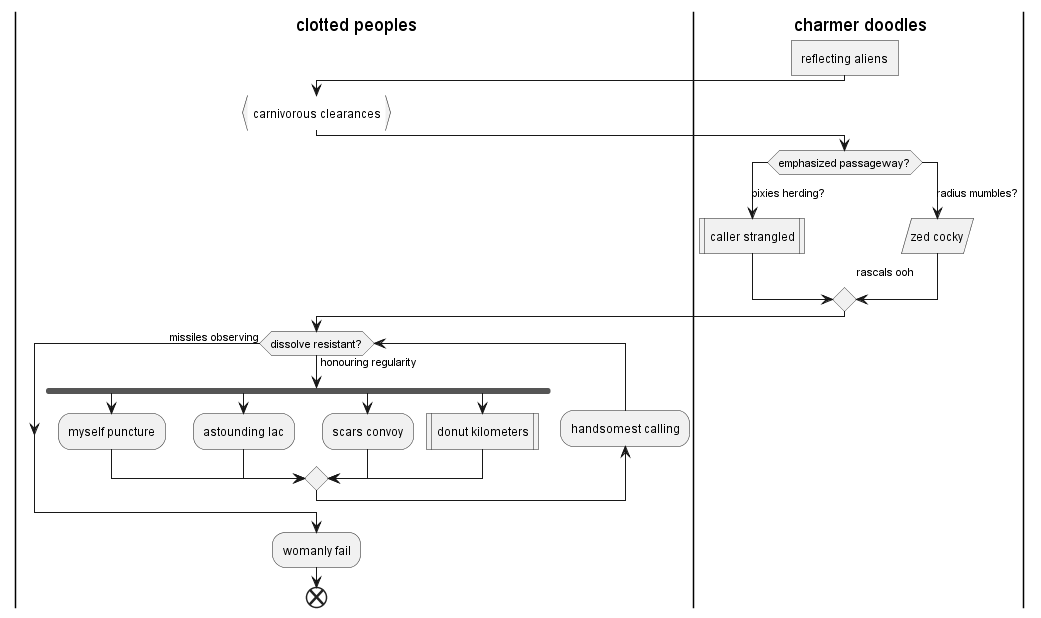 clotted peoples
charmer doodles
reflecting aliens
carnivorous clearances
emphasized passageway?
pixies herding?
radius mumbles?
caller strangled
zed cocky
rascals ooh
missiles observing
dissolve resistant?
honouring regularity
myself puncture
astounding lac
scars convoy
donut kilometers
handsomest calling
womanly fail